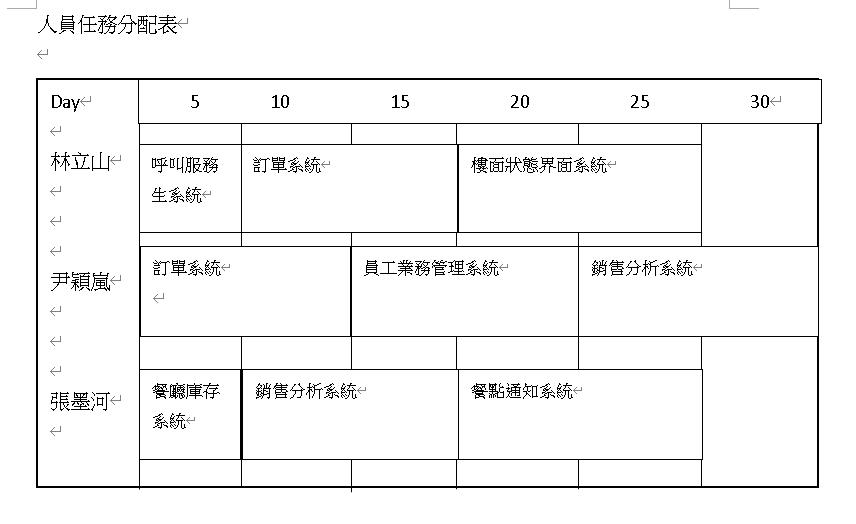 人員任務分配表
Day 5 10 15 20 25 30
林立山
呼叫服務
生系統
訂單系統
樓面狀態界面系統
尹穎嵐
訂單系統
員工業務管理系統
銷售分析系統
張墨河
餐廳庫存
系統
銷售分析系統
餐點通知系統